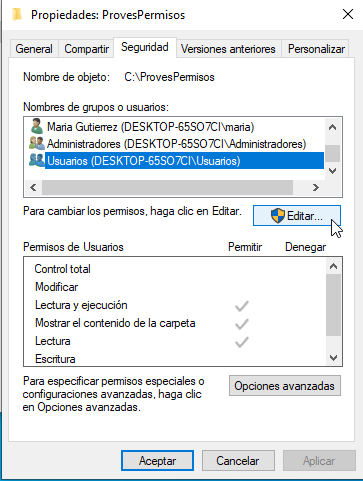 Propiedades: ProvesPermisos
General Compartir Seguridad Versiones anteriores Personalizar
Nombre de objeto: C:\ProvesPermisos
Nombres de grupos o usuarios:
Maria Gutierrez (DESKTOP-65SO7CI\maria)
Administradores (DESKTOP-65SO7CI\Administradores)
Usuarios (DESKTOP-65SO7CI\Usuarios)
Para cambiar los permisos, haga clic en Editar.
Editar...
Permisos de Usuarios Permitir Denegar
Control total
Modificar
Lectura y ejecución
Mostrar el contenido de la carpeta
Lectura
Escritura
Para especificar permisos especiales o
configuraciones avanzadas, haga clic
en Opciones avanzadas.
Opciones avanzadas
Aceptar Cancelar Aplicar